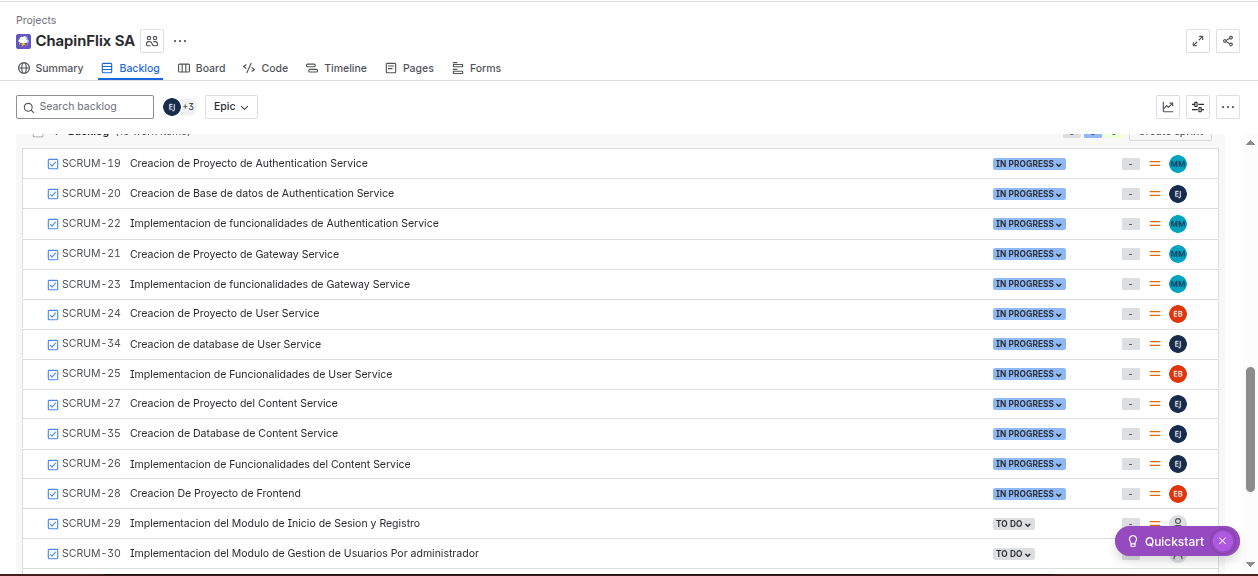 Projects
ChapinFlix SA
Summary Backlog Board Code Timeline Pages Forms
Search backlog EJ +3 Epic
Backlog
SCRUM-19 Creacion de Proyecto de Authentication Service IN PROGRESS - MM
SCRUM-20 Creacion de Base de datos de Authentication Service IN PROGRESS - EJ
SCRUM-22 Implementacion de funcionalidades de Authentication Service IN PROGRESS - MM
SCRUM-21 Creacion de Proyecto de Gateway Service IN PROGRESS - MM
SCRUM-23 Implementacion de funcionalidades de Gateway Service IN PROGRESS - MM
SCRUM-24 Creacion de Proyecto de User Service IN PROGRESS - EB
SCRUM-34 Creacion de database de User Service IN PROGRESS - EJ
SCRUM-25 Implementacion de Funcionalidades de User Service IN PROGRESS - EB
SCRUM-27 Creacion de Proyecto del Content Service IN PROGRESS - EJ
SCRUM-35 Creacion de Database de Content Service IN PROGRESS - EJ
SCRUM-26 Implementacion de Funcionalidades del Content Service IN PROGRESS - EJ
SCRUM-28 Creacion De Proyecto de Frontend IN PROGRESS - EB
SCRUM-29 Implementacion del Modulo de Inicio de Sesion y Registro TO DO -
SCRUM-30 Implementacion del Modulo de Gestion de Usuarios Por administrador TO DO
Quickstart